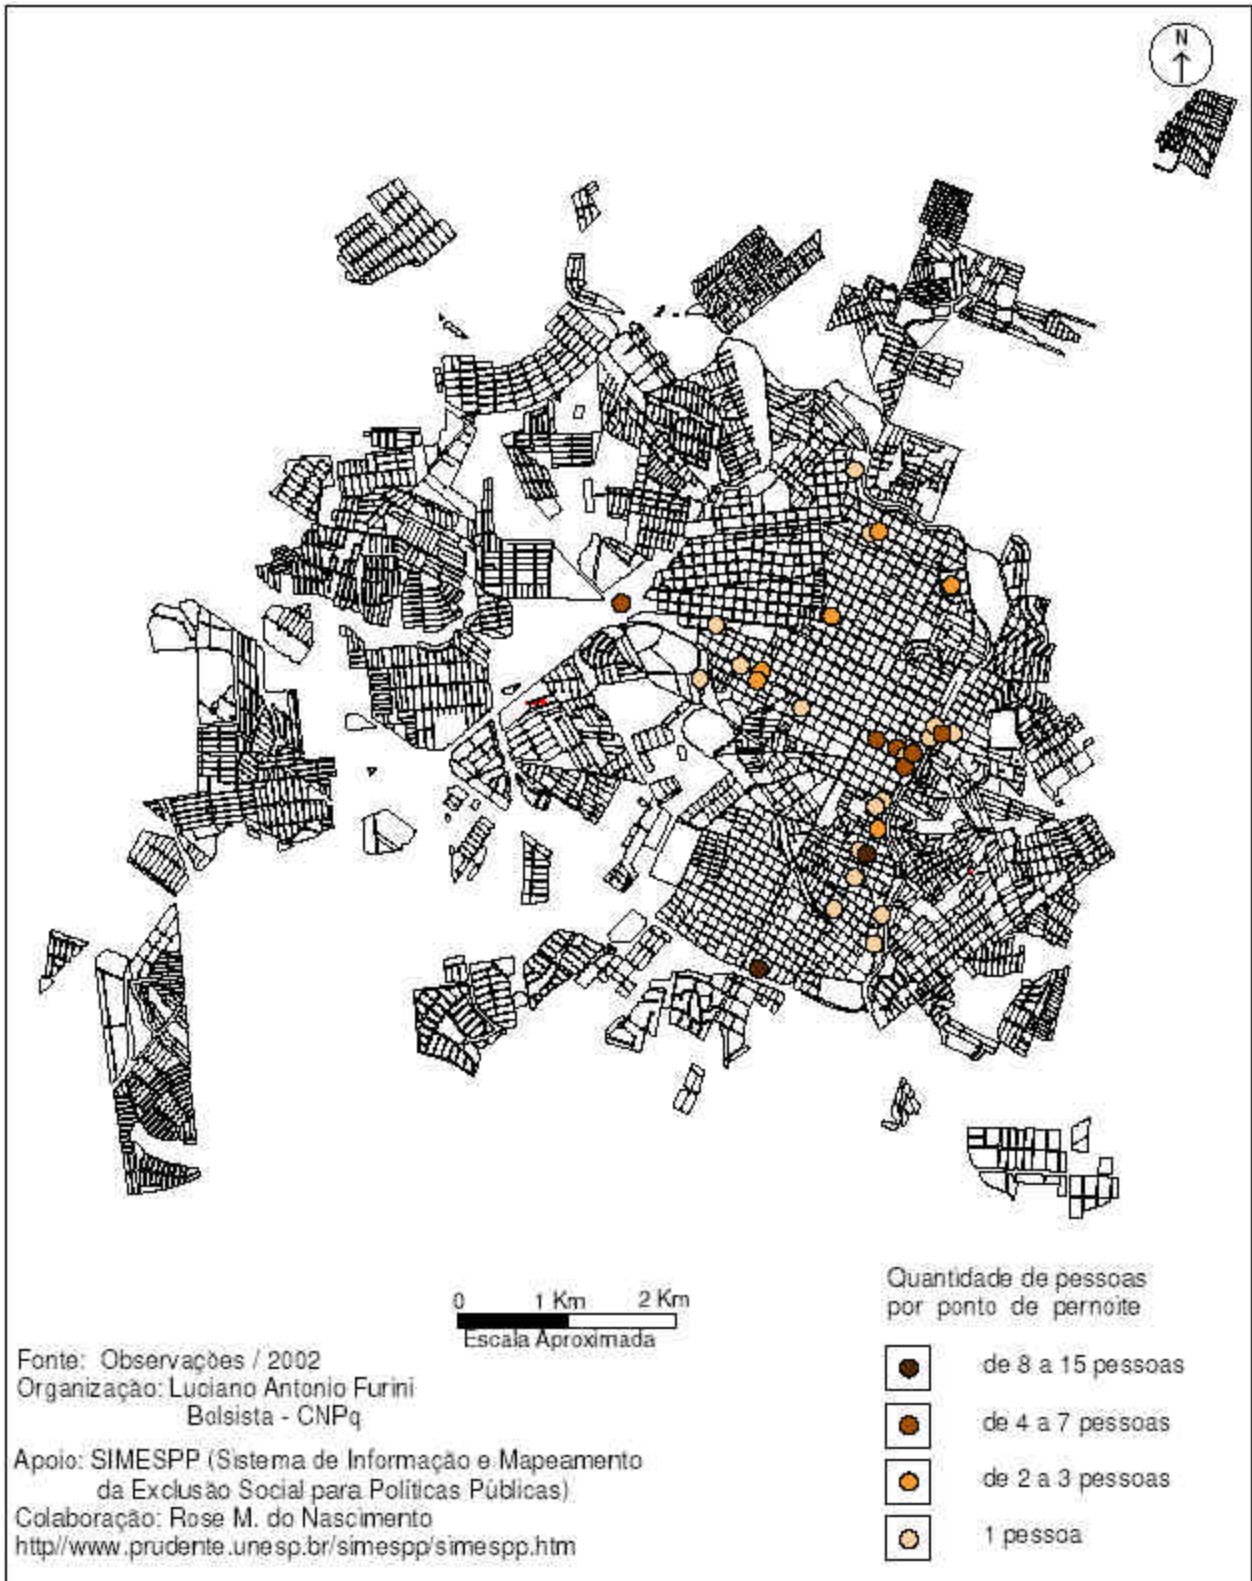 N
0 1 Km 2 Km
Escala Aproximada
Quantidade de pessoas
por ponto de pernoite
de 8 a 15 pessoas
de 4 a 7 pessoas
de 2 a 3 pessoas
1 pessoa
Fonte: Observações / 2002
Organização: Luciano Antonio Furini
Bolsista - CNPq
Apoio: SIMESPP (Sistema de Informação e Mapeamento
da Exclusão Social para Políticas Públicas)
Colaboração: Rose M. do Nascimento
http//www.prudente.unesp.br/simespp/simespp.htm